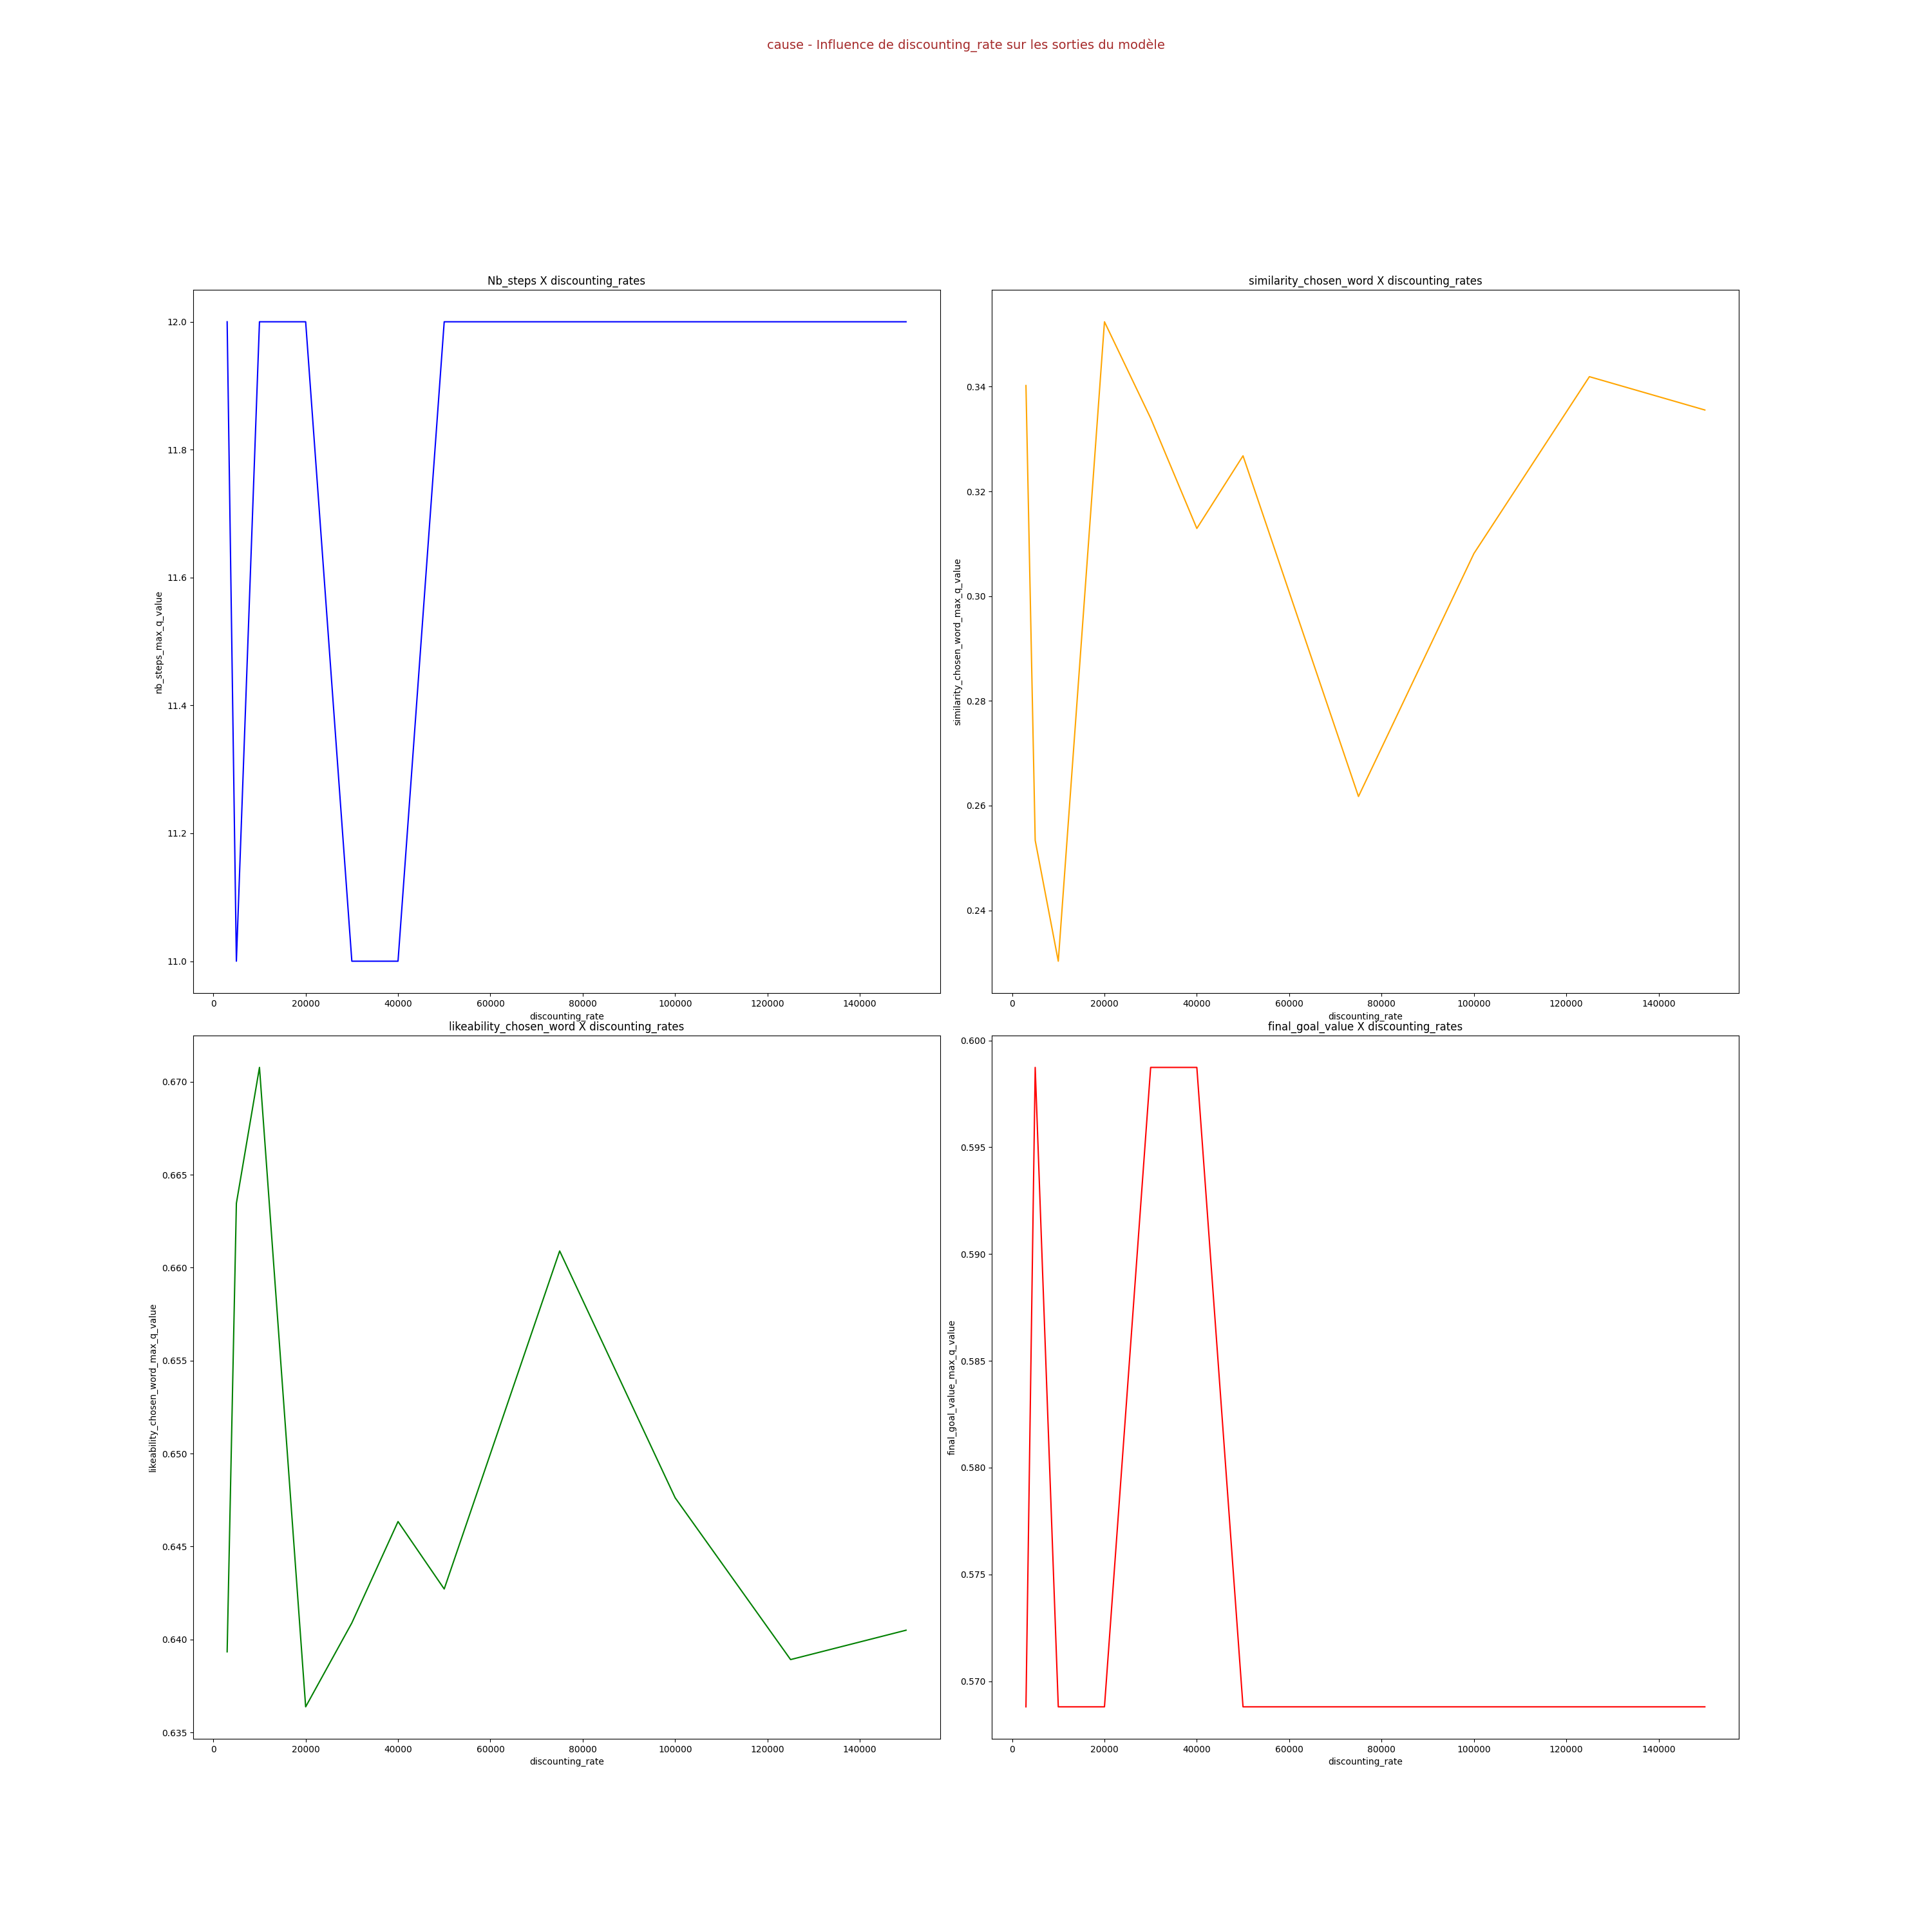 cause - Influence de discounting_rate sur les sorties du modèle
Nb_steps X discounting_rates
12.0
11.8
11.6
11.4
11.2
11.0
nb_steps_max_q_value
0 20000 40000 60000 80000 100000 120000 140000
discounting_rate
similarity_chosen_word X discounting_rates
0.34
0.32
0.30
0.28
0.26
0.24
similarity_chosen_word_max_q_value
0 20000 40000 60000 80000 100000 120000 140000
discounting_rate
likeability_chosen_word X discounting_rates
0.670
0.665
0.660
0.655
0.650
0.645
0.640
0.635
likeability_chosen_word_max_q_value
0 20000 40000 60000 80000 100000 120000 140000
discounting_rate
final_goal_value X discounting_rates
0.600
0.595
0.590
0.585
0.580
0.575
0.570
final_goal_value_max_q_value
0 20000 40000 60000 80000 100000 120000 140000
discounting_rate